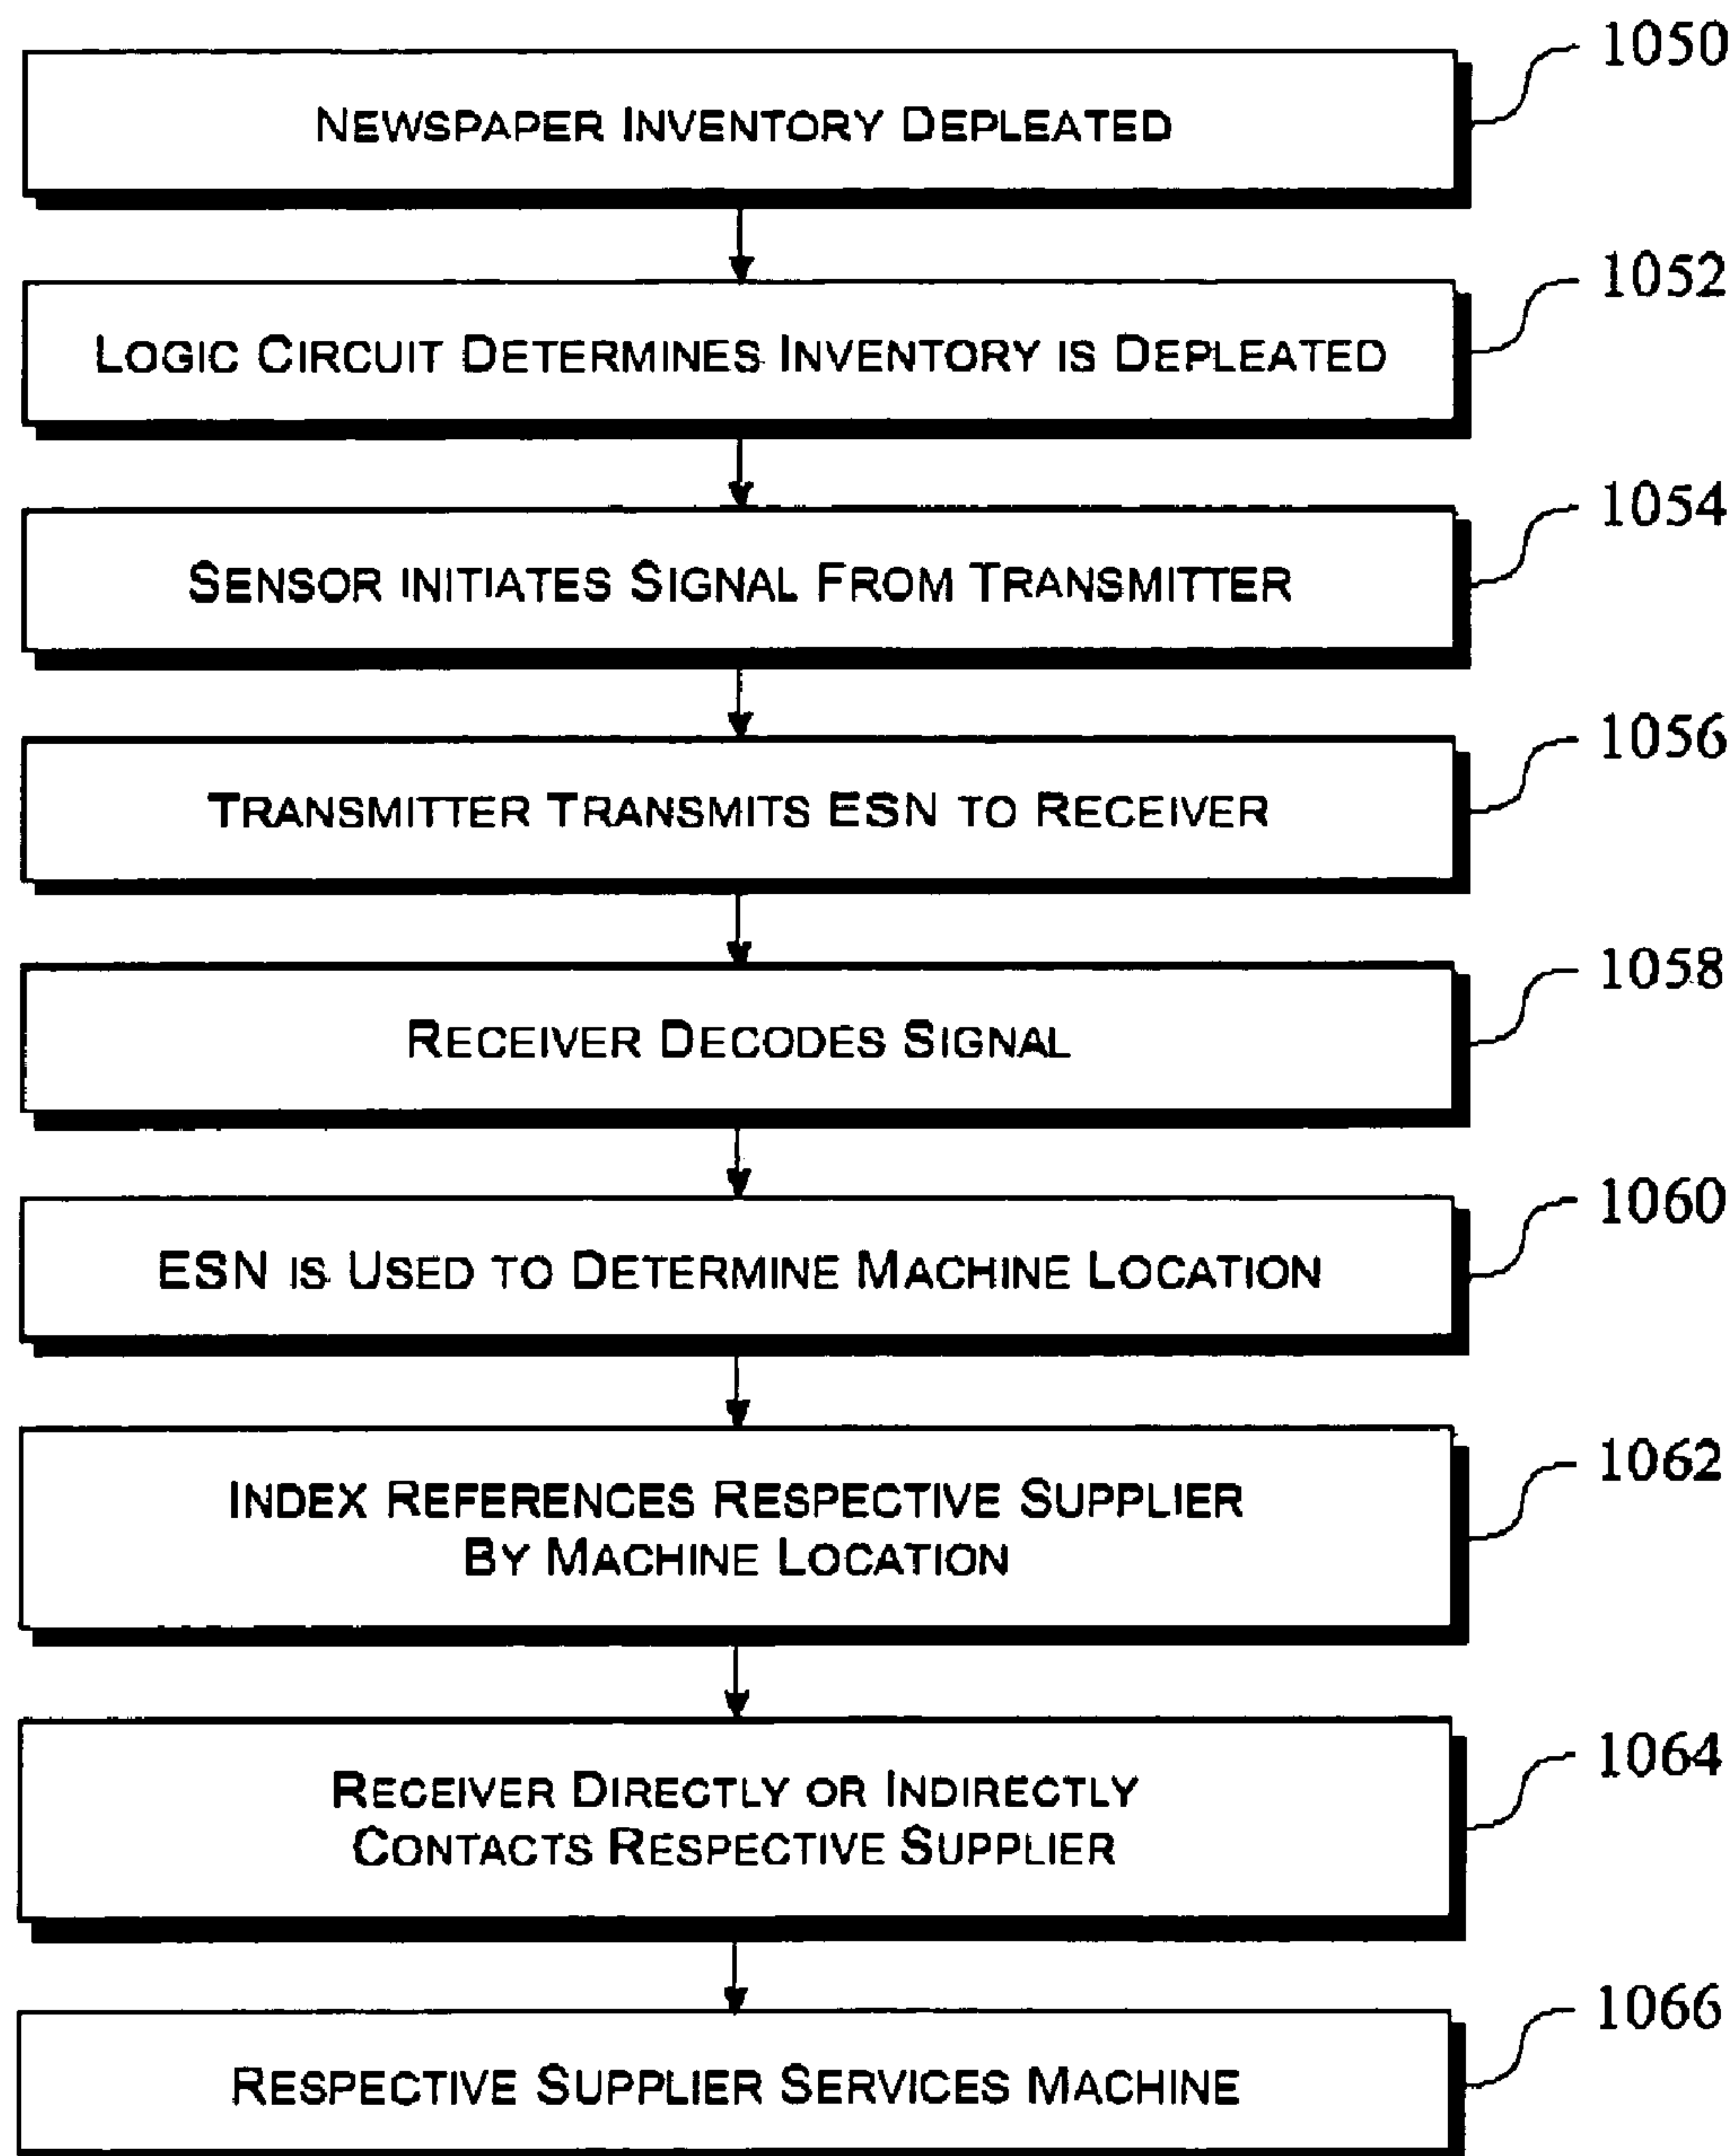 1050
NEWSPAPER INVENTORY DEPLEATED
1052
LOGIC CIRCUIT DETERMINES INVENTORY IS DEPLEATED
1054
SENSOR INITIATES SIGNAL FROM TRANSMITTER
1056
TRANSMITTER TRANSMITS ESN TO RECEIVER
1058
RECEIVER DECODES SIGNAL
1060
ESN IS USED TO DETERMINE MACHINE LOCATION
1062
INDEX REFERENCES RESPECTIVE SUPPLIER
BY MACHINE LOCATION
1064
RECEIVER DIRECTLY OR INDIRECTLY
CONTACTS RESPECTIVE SUPPLIER
1066
RESPECTIVE SUPPLIER SERVICES MACHINE